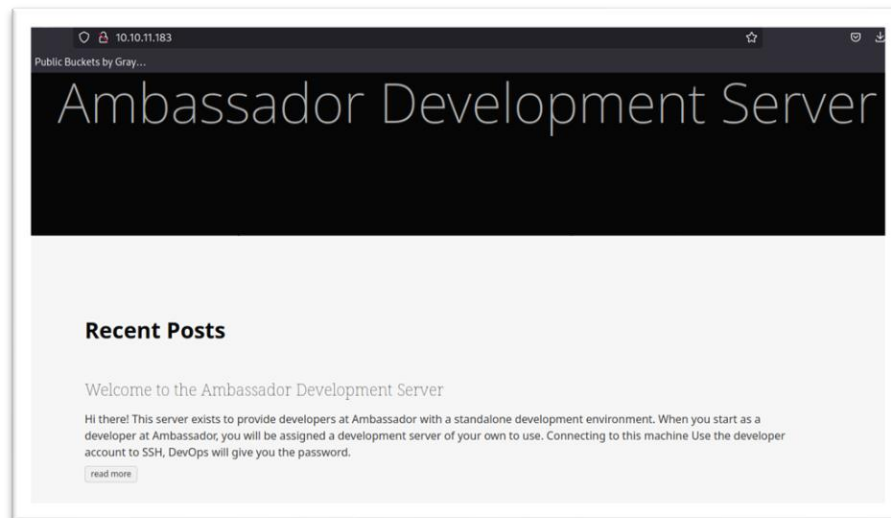 10.10.11.183
Public Buckets by Gray...
Ambassador Development Server
Recent Posts
Welcome to the Ambassador Development Server
Hi there! This server exists to provide developers at Ambassador with a standalone development environment. When you start as a
developer at Ambassador, you will be assigned a development server of your own to use. Connecting to this machine Use the developer
account to SSH, DevOps will give you the password.
read more